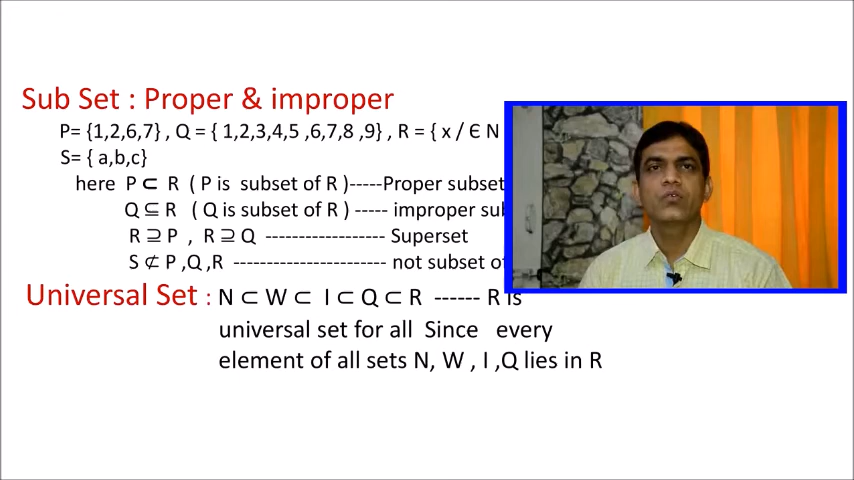 Sub Set : Proper & improper
P= {1,2,6,7} , Q = { 1,2,3,4,5 ,6,7,8 ,9} , R = { x / Є N
S= { a,b,c}
here P ⊂ R ( P is subset of R )-----Proper subset
Q ⊆ R ( Q is subset of R ) ----- improper
R ⊇ P , R ⊇ Q ------------------ Superset
S ⊄ P ,Q ,R ----------------------- not subset of
Universal Set : N ⊂ W ⊂ I ⊂ Q ⊂ R ------ R is
universal set for all Since every
element of all sets N, W , I ,Q lies in R